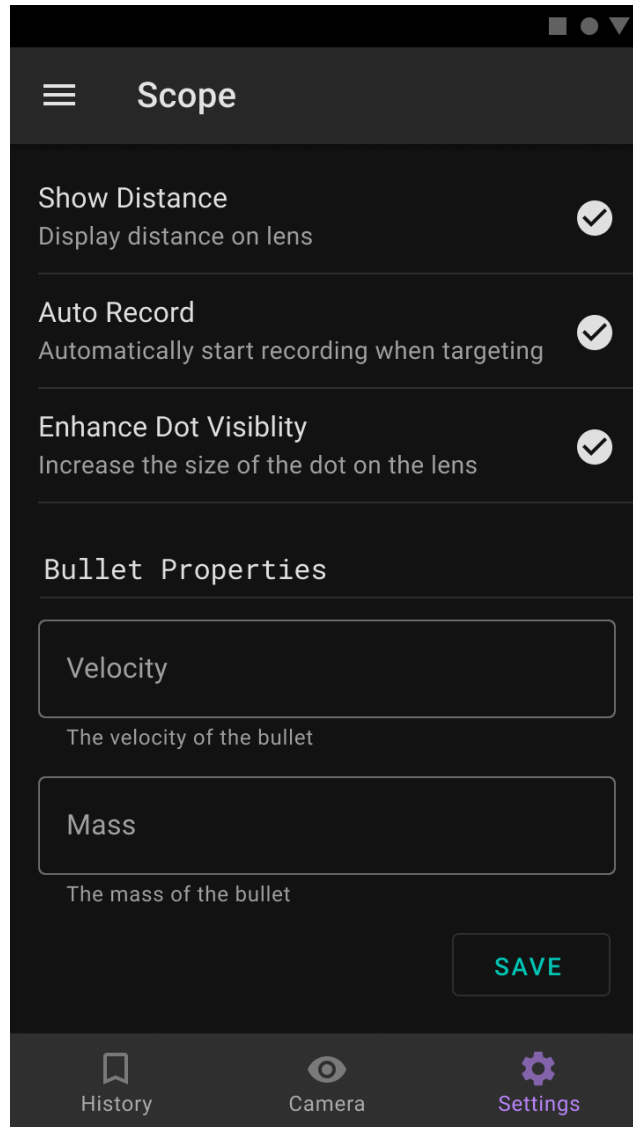 Scope
Show Distance
Display distance on lens
Auto Record
Automatically start recording when targeting
Enhance Dot Visiblity
Increase the size of the dot on the lens
Bullet Properties
Velocity
The velocity of the bullet
Mass
The mass of the bullet
SAVE
History
Camera
Settings